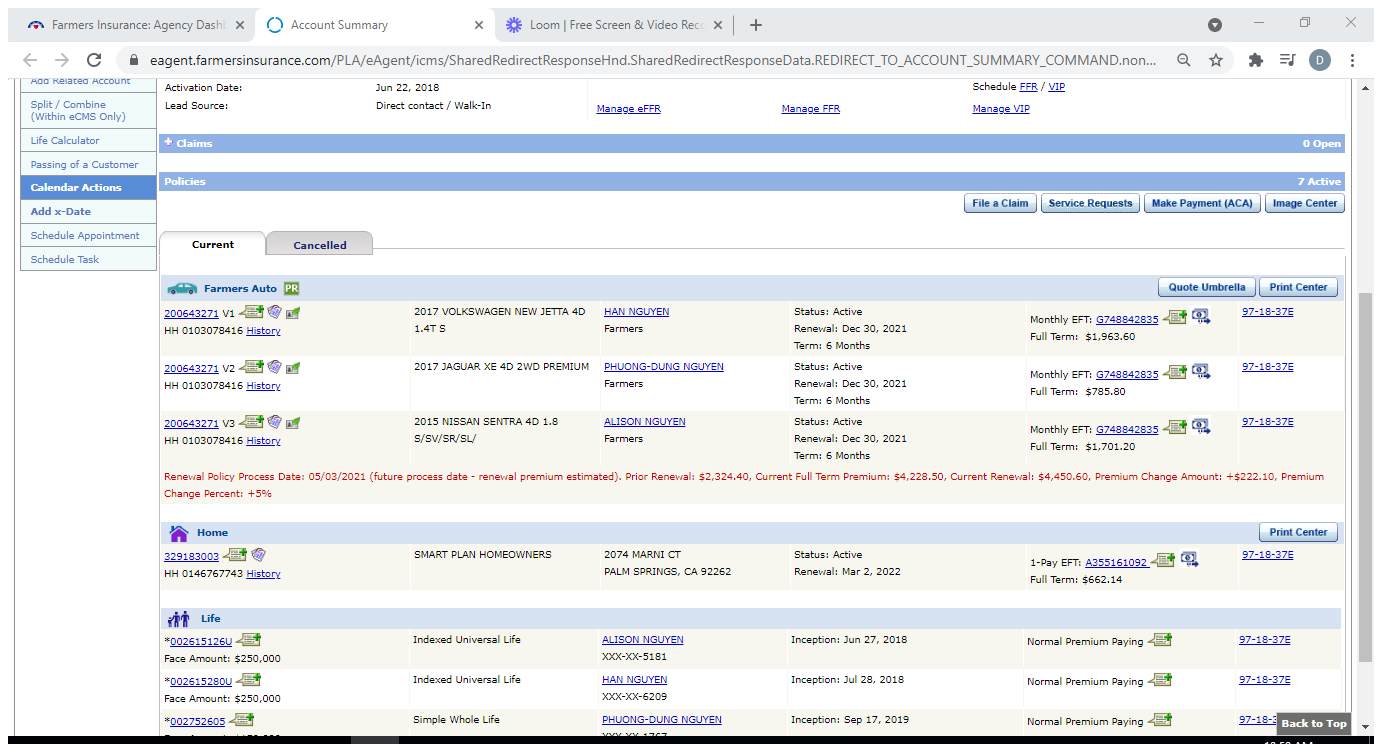 Farmers Insurance: Agency Dash
Account Summary
Loom | Free Screen & Video Reco
eagent.farmersinsurance.com/PLA/eAgent/icms/SharedRedirectResponseHnd.SharedRedirectResponseData.REDIRECT_TO_ACCOUNT_SUMMARY_COMMAND.non...
D
Add Related Account
Split / Combine
(Within eCMS Only)
Life Calculator
Passing of a Customer
Calendar Actions
Add x-Date
Schedule Appointment
Schedule Task
Activation Date: Jun 22, 2018 Schedule FFR / VIP
Lead Source: Direct contact / Walk-In Manage eFFR Manage FFR Manage VIP
Claims 0 Open
Policies 7 Active
File a Claim Service Requests Make Payment (ACA) Image Center
Current Cancelled
Farmers Auto PR Quote Umbrella Print Center
200643271 V1 2017 VOLKSWAGEN NEW JETTA 4D HAN NGUYEN Status: Active Monthly EFT: G748842835 97-18-37E
HH 0103078416 History 1.4T S Farmers Renewal: Dec 30, 2021 Full Term: $1,963.60
Term: 6 Months
200643271 V2 2017 JAGUAR XE 4D 2WD PREMIUM PHUONG-DUNG NGUYEN Status: Active Monthly EFT: G748842835 97-18-37E
HH 0103078416 History Farmers Renewal: Dec 30, 2021 Full Term: $785.80
Term: 6 Months
200643271 V3 2015 NISSAN SENTRA 4D 1.8 ALISON NGUYEN Status: Active Monthly EFT: G748842835 97-18-37E
HH 0103078416 History S/SV/SR/SL/ Farmers Renewal: Dec 30, 2021 Full Term: $1,701.20
Term: 6 Months
Renewal Policy Process Date: 05/03/2021 (future process date - renewal premium estimated). Prior Renewal: $2,324.40, Current Full Term Premium: $4,228.50, Current Renewal: $4,450.60, Premium Change Amount: +$222.10, Premium
Change Percent: +5%
Home Print Center
329183003 SMART PLAN HOMEOWNERS 2074 MARNI CT Status: Active 1-Pay EFT: A355161092 97-18-37E
HH 0146767743 History PALM SPRINGS, CA 92262 Renewal: Mar 2, 2022 Full Term: $662.14
Life
*002615126U Indexed Universal Life ALISON NGUYEN Inception: Jun 27, 2018 Normal Premium Paying 97-18-37E
Face Amount: $250,000 XXX-XX-5181
*002615280U Indexed Universal Life HAN NGUYEN Inception: Jul 28, 2018 Normal Premium Paying 97-18-37E
Face Amount: $250,000 XXX-XX-6209
*002752605 Simple Whole Life PHUONG-DUNG NGUYEN Inception: Sep 17, 2019 Normal Premium Paying 97-18-3
Back to Top